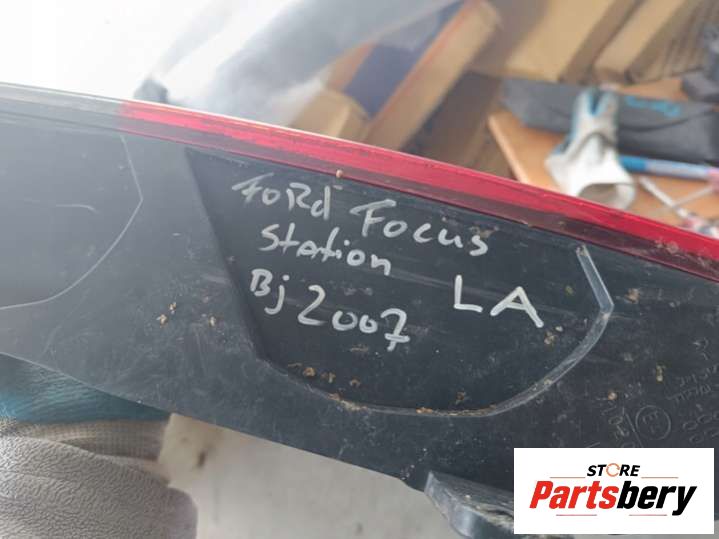 Ford Focus
Station
Bj 2007 LA
STORE
Partsbery